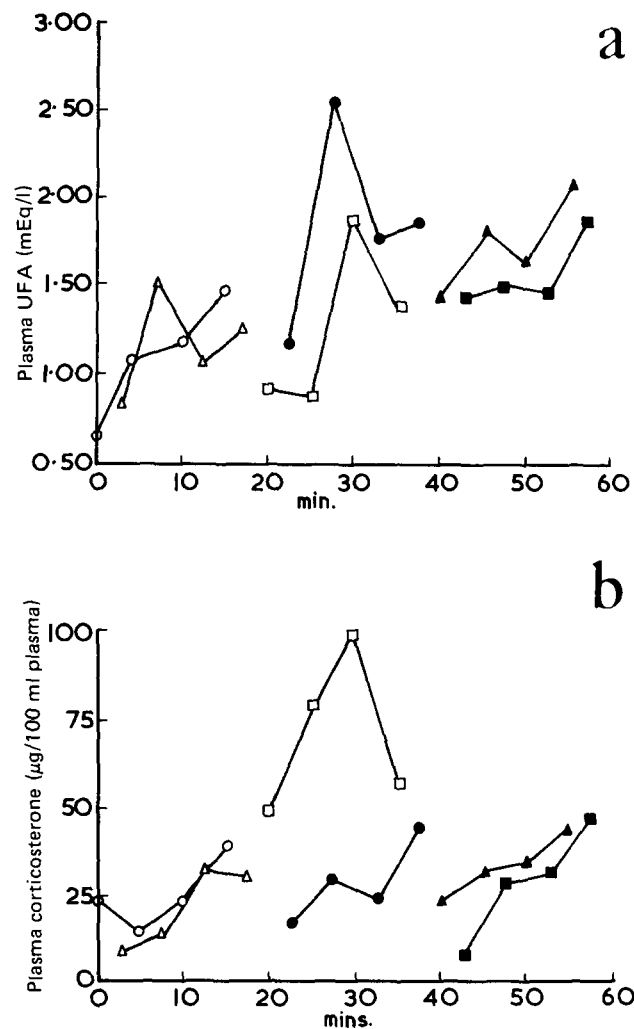 a
3·00
2·50
2·00
1·50
1·00
0·50
Plasma UFA (mEq/l)
0 10 20 30 40 50 60
min.
b
100
75
50
25
0
Plasma corticosterone (μg/100 ml plasma)
0 10 20 30 40 50 60
mins.